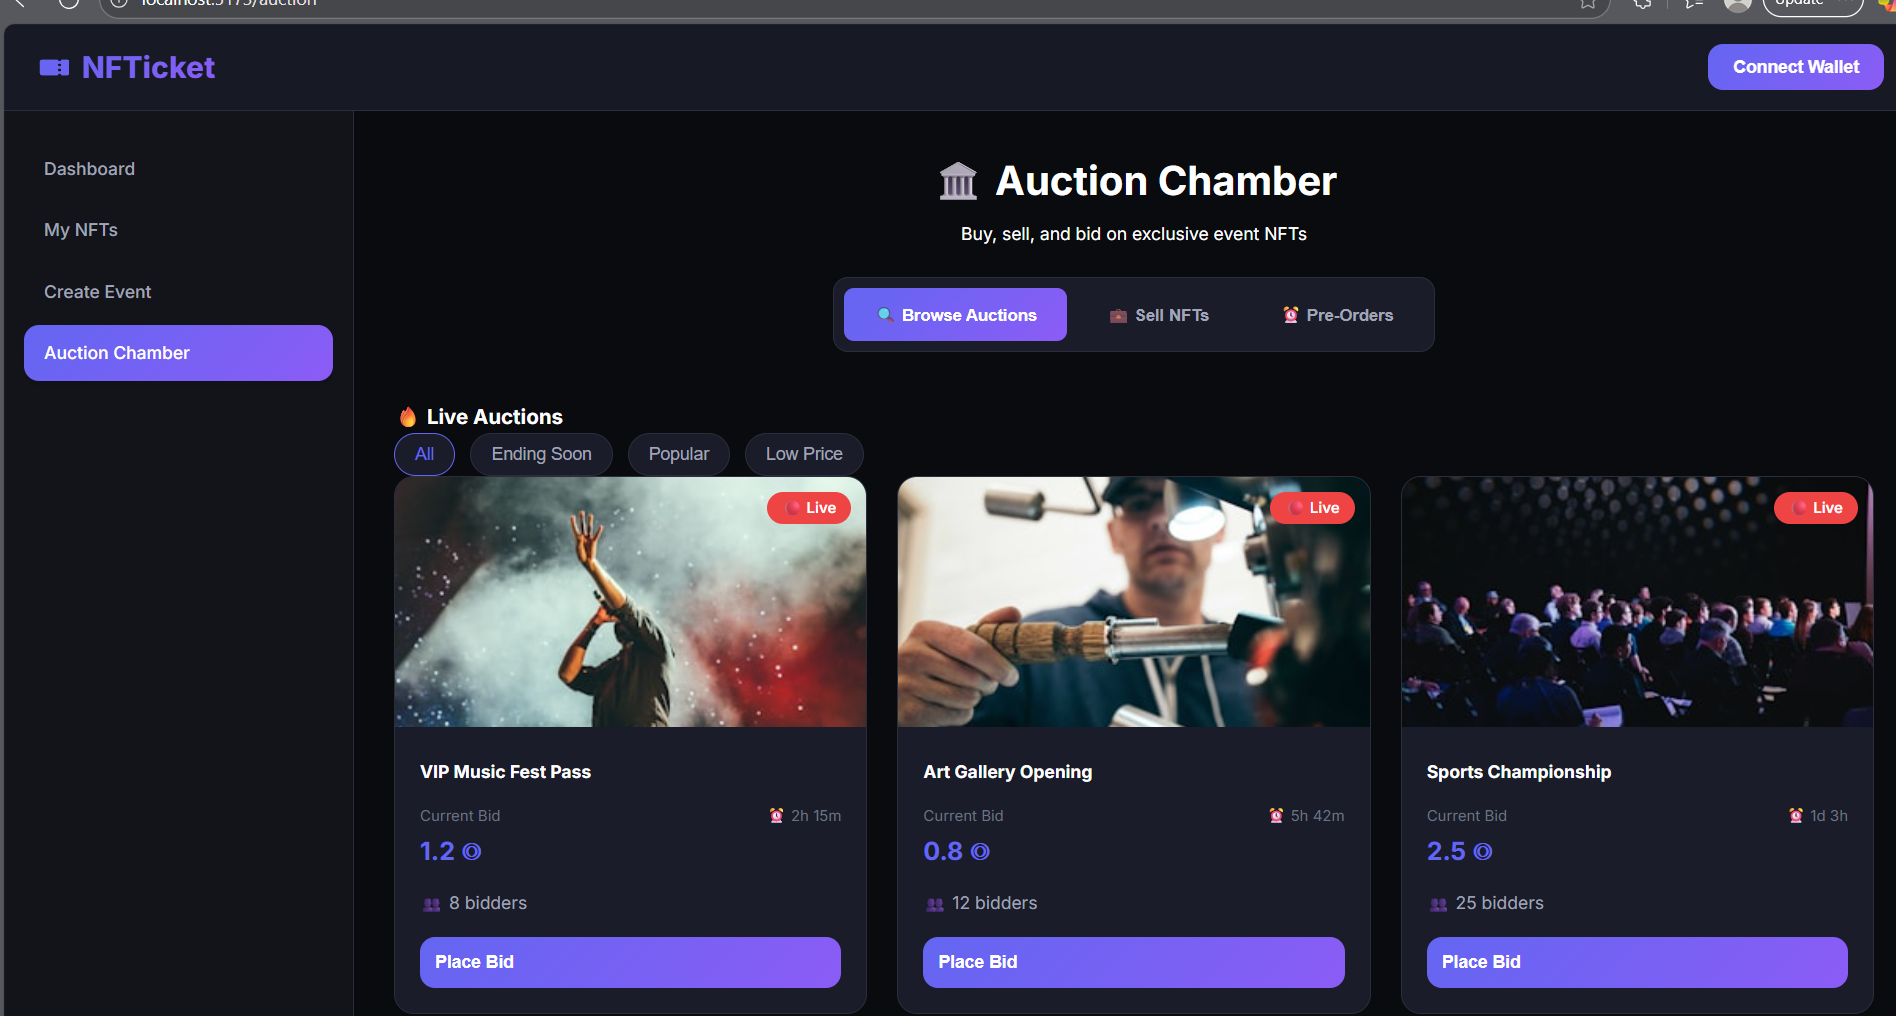 localhost:5173/auction
Update
NFTicket
Connect Wallet
Dashboard
My NFTs
Create Event
Auction Chamber
Auction Chamber
Buy, sell, and bid on exclusive event NFTs
Browse Auctions
Sell NFTs
Pre-Orders
Live Auctions
All
Ending Soon
Popular
Low Price
Live
Live
Live
VIP Music Fest Pass
Current Bid
2h 15m
1.2
8 bidders
Place Bid
Art Gallery Opening
Current Bid
5h 42m
0.8
12 bidders
Place Bid
Sports Championship
Current Bid
1d 3h
2.5
25 bidders
Place Bid